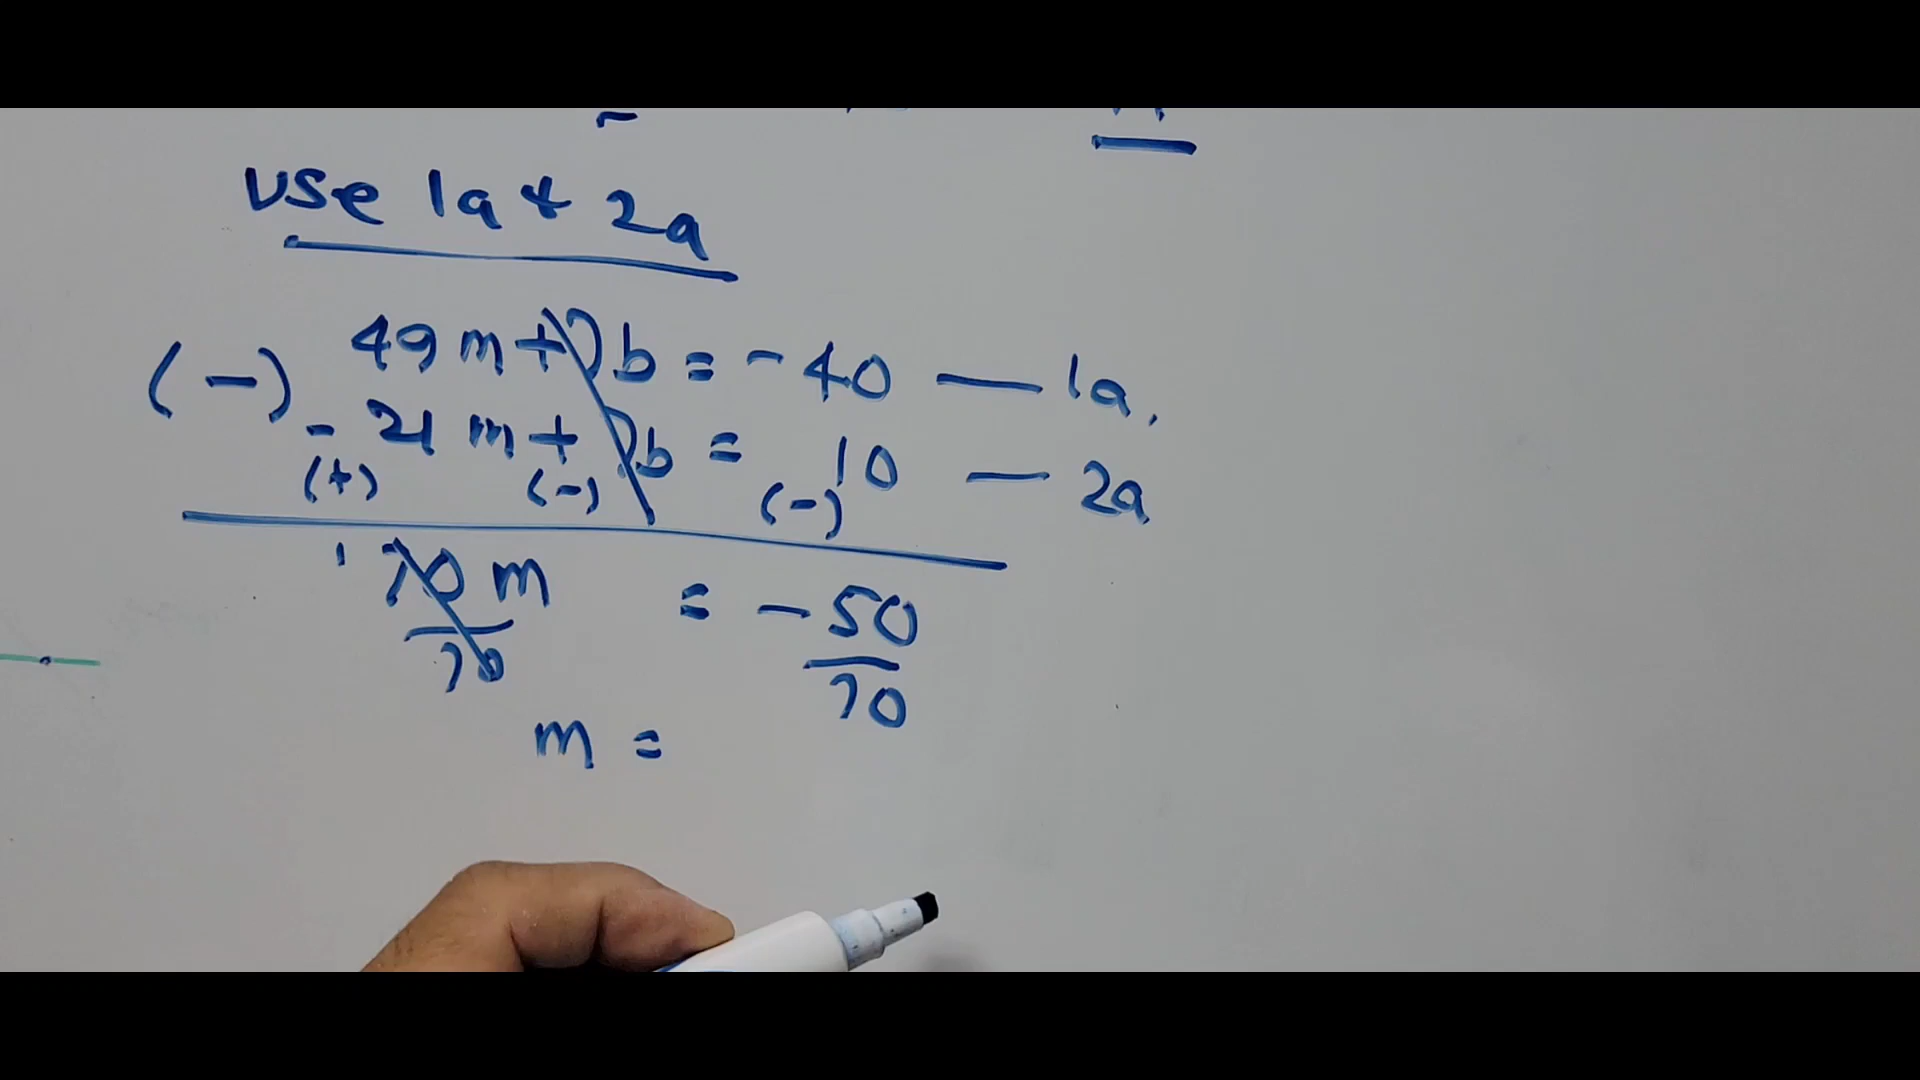 use 1a & 2a
49m + 7b = -40 — 1a.
(-) -21m + 7b = 10 — 2a
(+) (-) (-)
70m = -50
70 70
m =